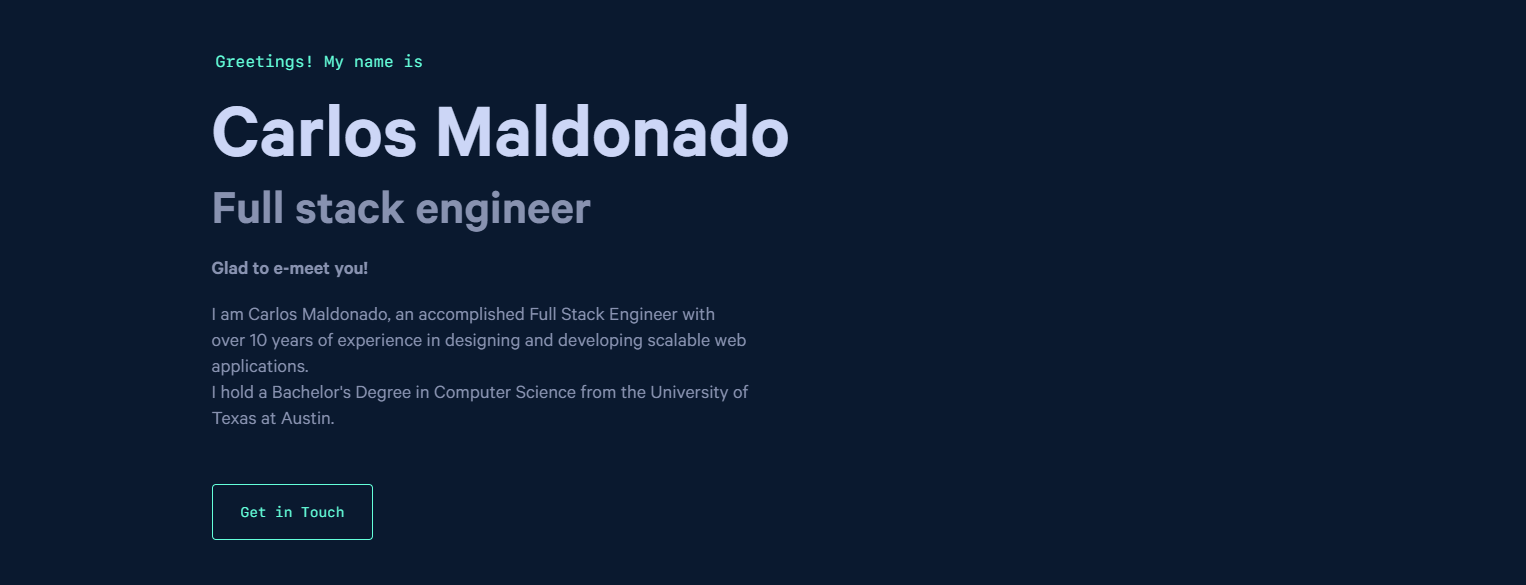 Greetings! My name is
Carlos Maldonado
Full stack engineer
Glad to e-meet you!
I am Carlos Maldonado, an accomplished Full Stack Engineer with
over 10 years of experience in designing and developing scalable web
applications.
I hold a Bachelor's Degree in Computer Science from the University of
Texas at Austin.
Get in Touch